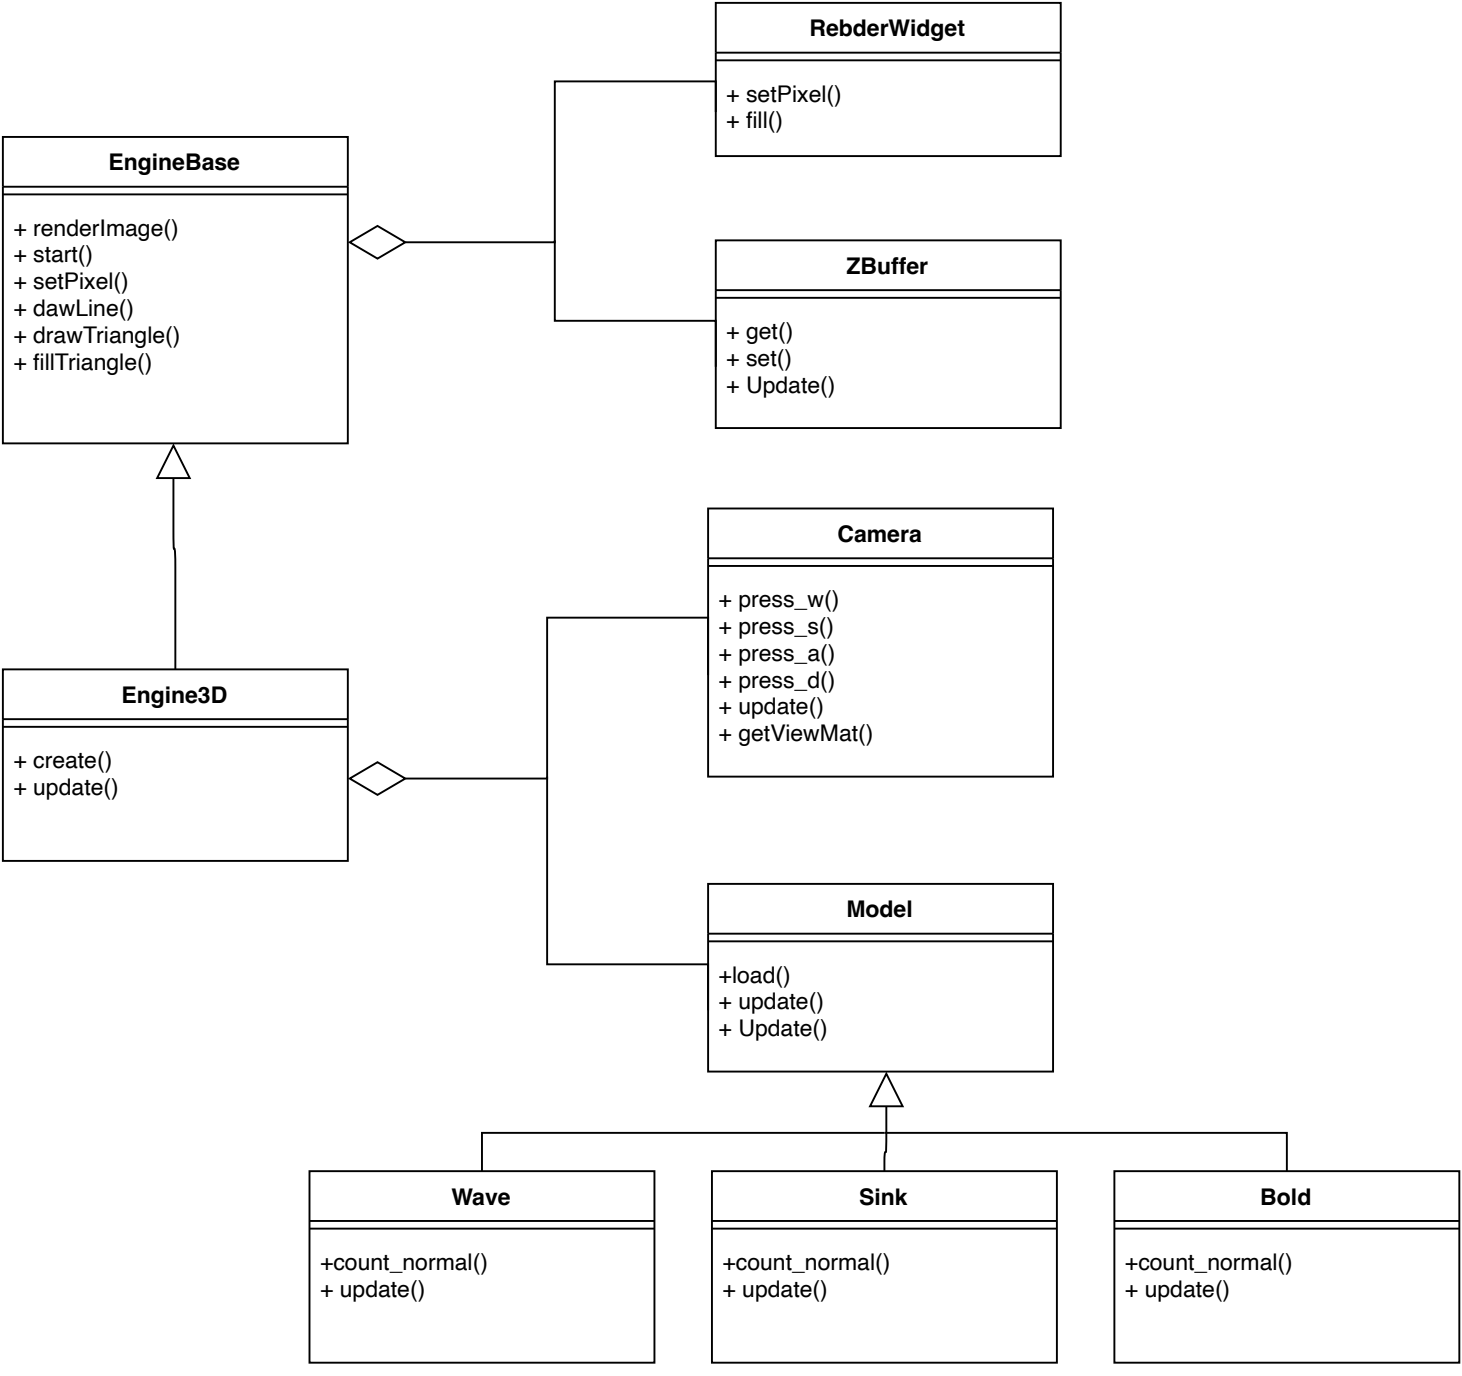 RebderWidget
+ setPixel()
+ fill()
EngineBase
+ renderImage()
+ start()
+ setPixel()
+ dawLine()
+ drawTriangle()
+ fillTriangle()
ZBuffer
+ get()
+ set()
+ Update()
Camera
+ press_w()
+ press_s()
+ press_a()
+ press_d()
+ update()
+ getViewMat()
Engine3D
+ create()
+ update()
Model
+load()
+ update()
+ Update()
Wave
+count_normal()
+ update()
Sink
+count_normal()
+ update()
Bold
+count_normal()
+ update()